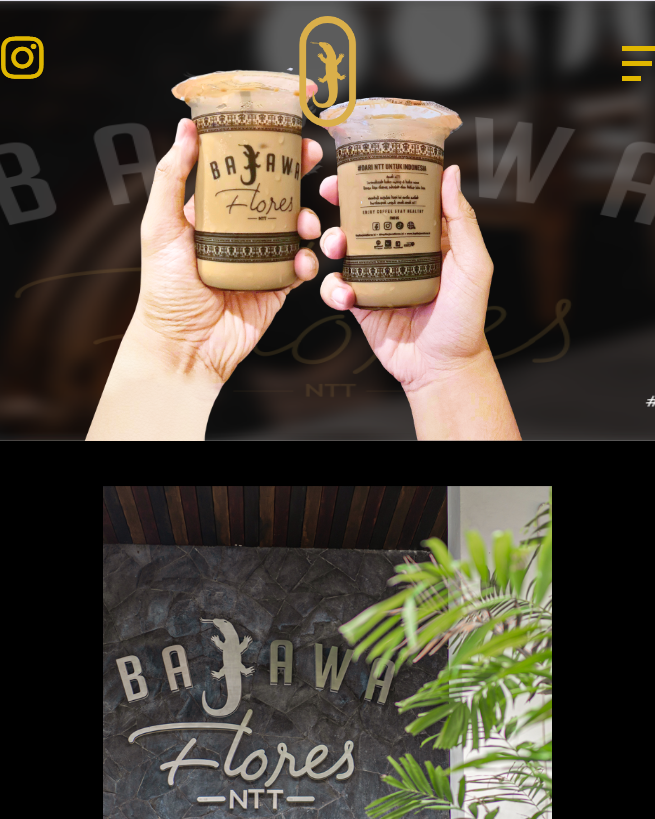 BAJAWA
Flores
NTT
BAJAWA
Flores
NTT
#DARI NTT UNTUK INDONESIA
ENJOY COFFEE STAY HEALTHY
#
BAJAWA
Flores
NTT